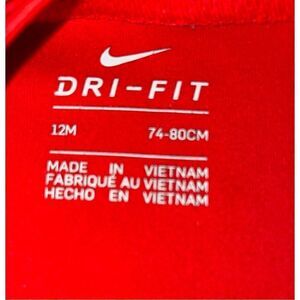 DRI-FIT
12M 74-80CM
MADE IN VIETNAM
FABRIQUÉ AU VIETNAM
HECHO EN VIETNAM